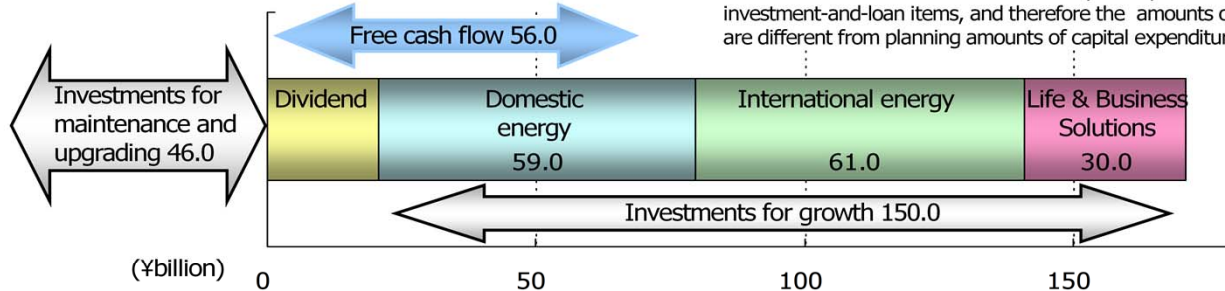 investment-and-loan items, and therefore the amounts
are different from planning amounts of capital
Free cash flow 56.0
Investments for
maintenance and
upgrading 46.0
Dividend
Domestic
energy
59.0
International energy
61.0
Life & Business
Solutions
30.0
Investments for growth 150.0
(¥billion)
0
50
100
150